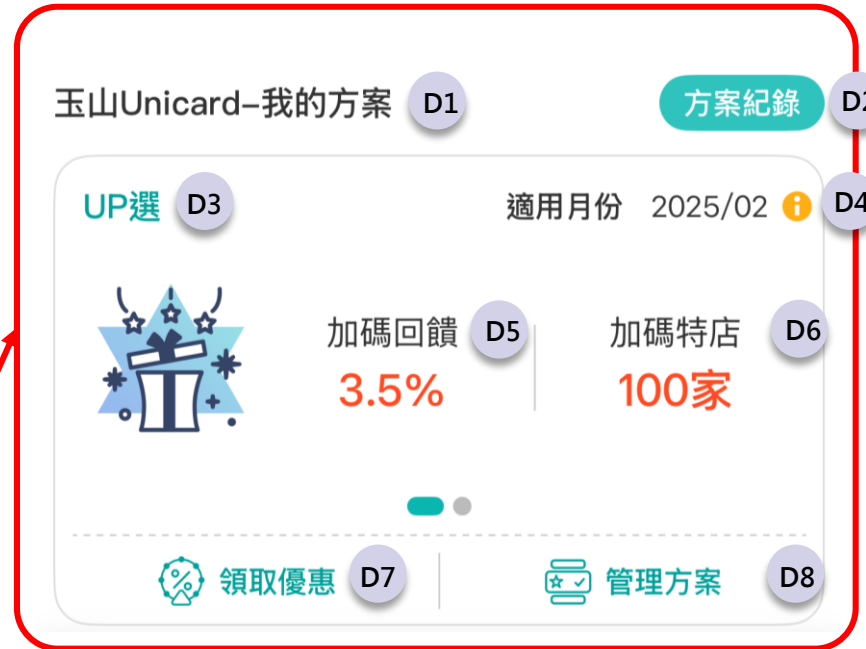 玉山Unicard–我的方案 D1 方案紀錄 D2
UP選 D3 適用月份 2025/02 D4
加碼回饋 D5 加碼特店 D6
3.5% 100家
領取優惠 D7 管理方案 D8